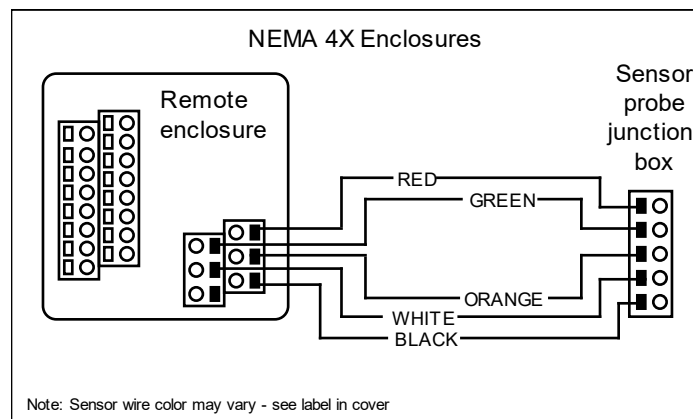 NEMA 4X Enclosures
Remote
enclosure
Sensor
probe
junction
box
RED
GREEN
ORANGE
WHITE
BLACK
Note: Sensor wire color may vary - see label in cover